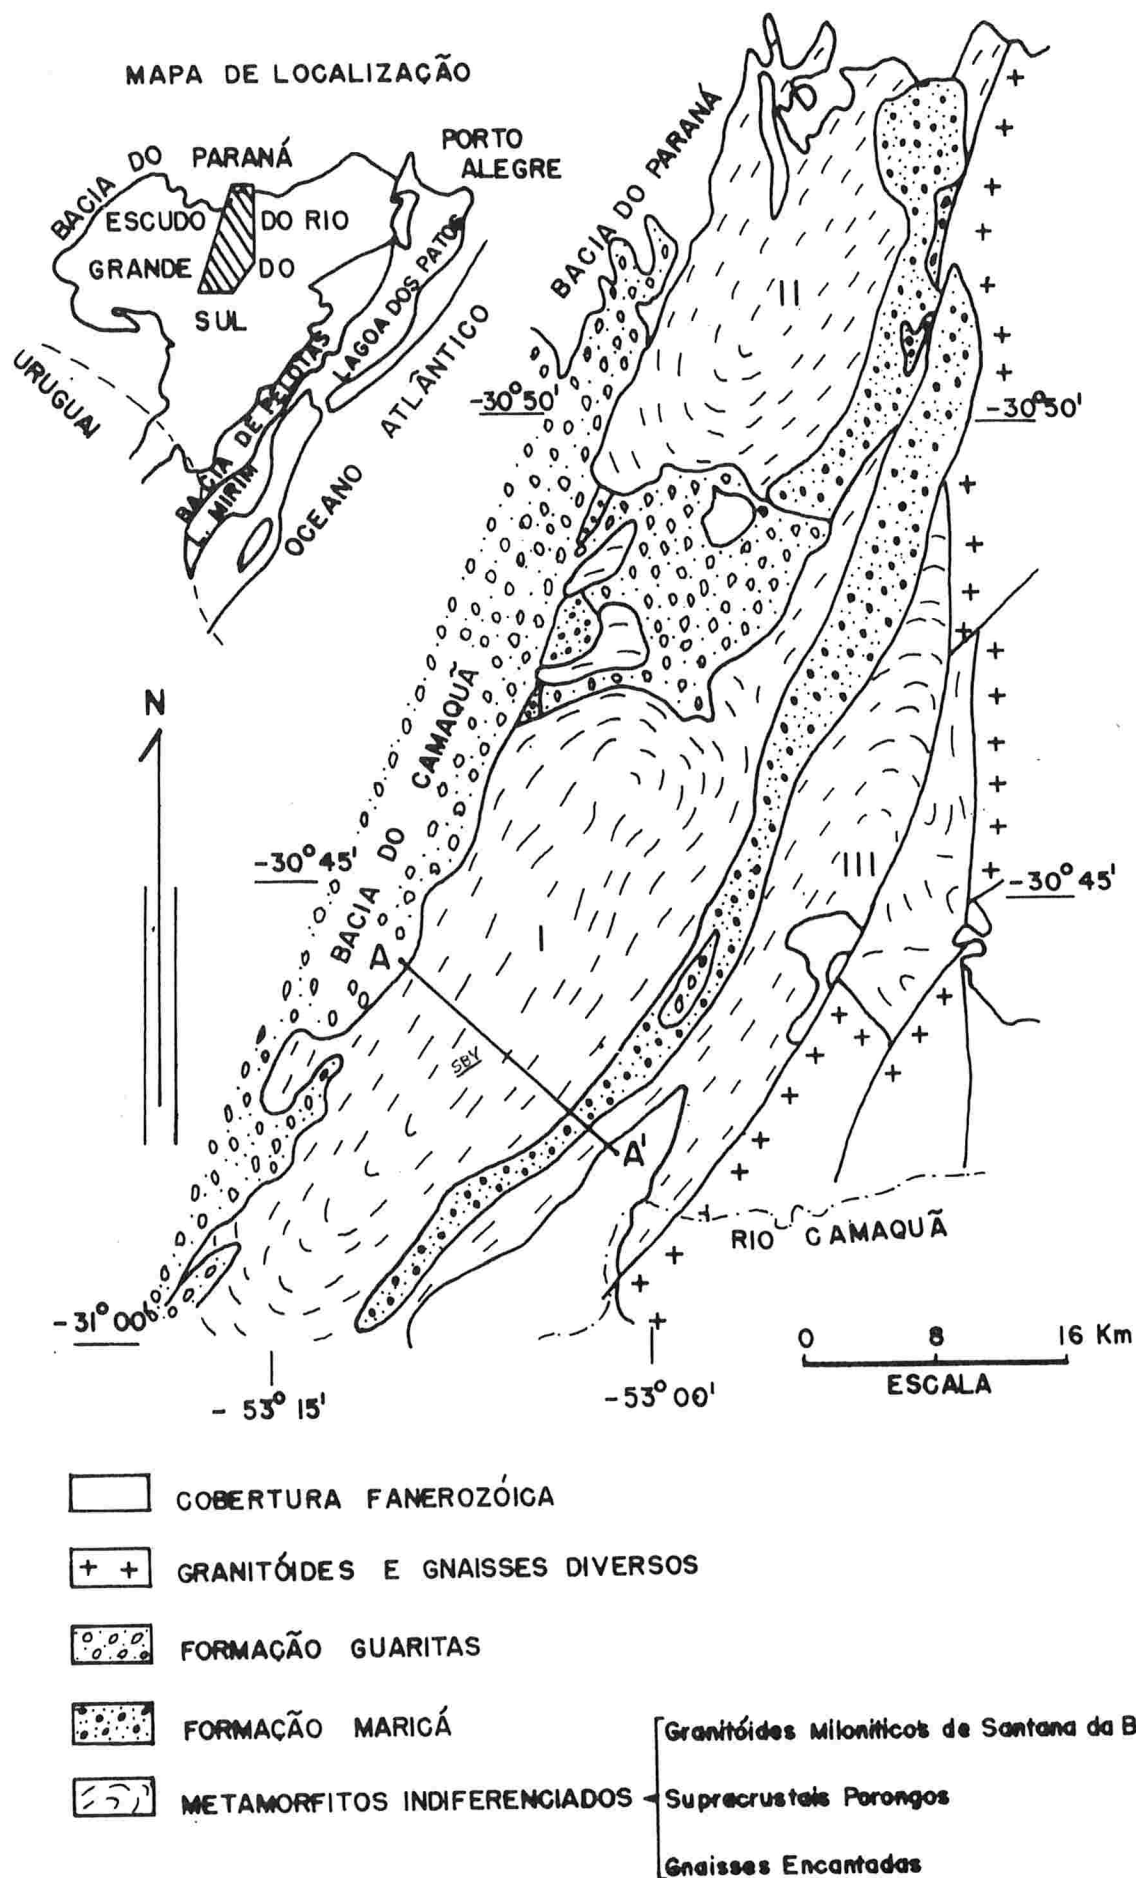 MAPA DE LOCALIZAÇÃO
BACIA DO PARANÁ
PORTO
ALEGRE
ESCUDO DO RIO
GRANDE DO
SUL
URUGUAI
BACIA DE PELOTAS
L. MIRIM
LAGOA DOS PATOS
OCEANO ATLÂNTICO
BACIA DO PARANÁ
II
-30° 50'
-30° 50'
N
BACIA DO CAMAQUÃ
-30° 45'
III
-30° 45'
I
A
SBY
A'
RIO CAMAQUÃ
-31° 00'
0 8 16 Km
ESCALA
- 53° 15'
-53° 00'
COBERTURA FANEROZÓICA
GRANITÓIDES E GNAISSES DIVERSOS
FORMAÇÃO GUARITAS
FORMAÇÃO MARICÁ
Granitóides Miloniticos de Santana da B
METAMORFITOS INDIFERENCIADOS
Supracrustais Porongos
Gnaisses Encantadas